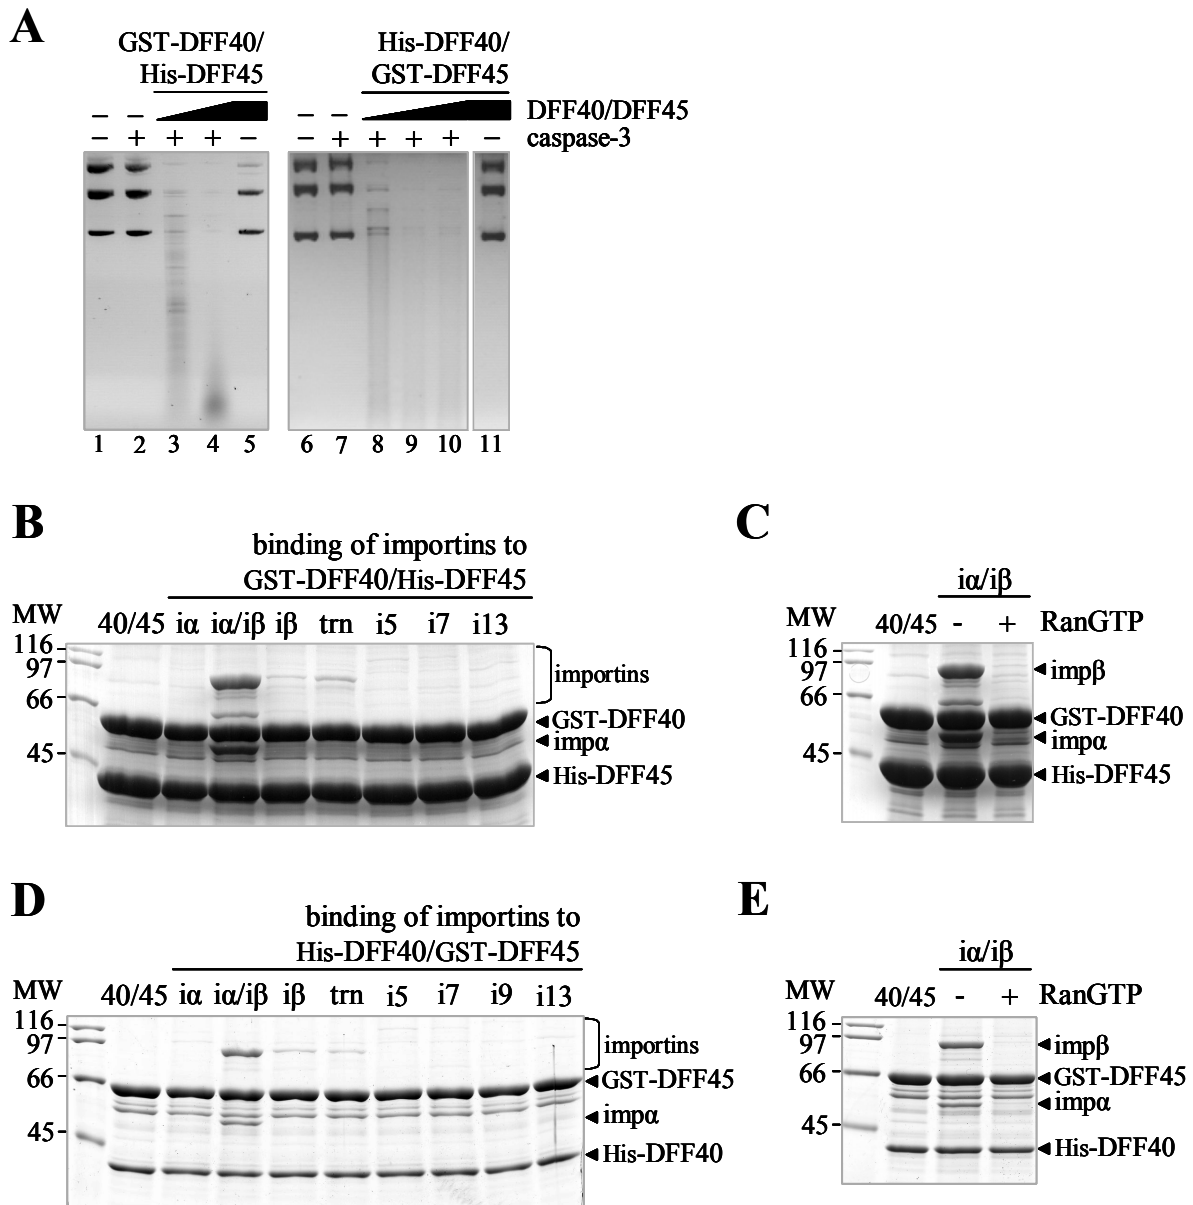 A
GST-DFF40/
His-DFF45
His-DFF40/
GST-DFF45
– – – – DFF40/DFF45
– + + + – – + + + + – caspase-3
1 2 3 4 5 6 7 8 9 10 11
B
binding of importins to
GST-DFF40/His-DFF45
MW 40/45 iα iα/iβ iβ trn i5 i7 i13
116
97
66
45
importins
GST-DFF40
impα
His-DFF45
C
iα/iβ
MW 40/45 - + RanGTP
116
97
66
45
impβ
GST-DFF40
impα
His-DFF45
D
binding of importins to
His-DFF40/GST-DFF45
MW 40/45 iα iα/iβ iβ trn i5 i7 i9 i13
116
97
66
45
importins
GST-DFF45
impα
His-DFF40
E
iα/iβ
MW 40/45 - + RanGTP
116
97
66
45
impβ
GST-DFF45
impα
His-DFF40